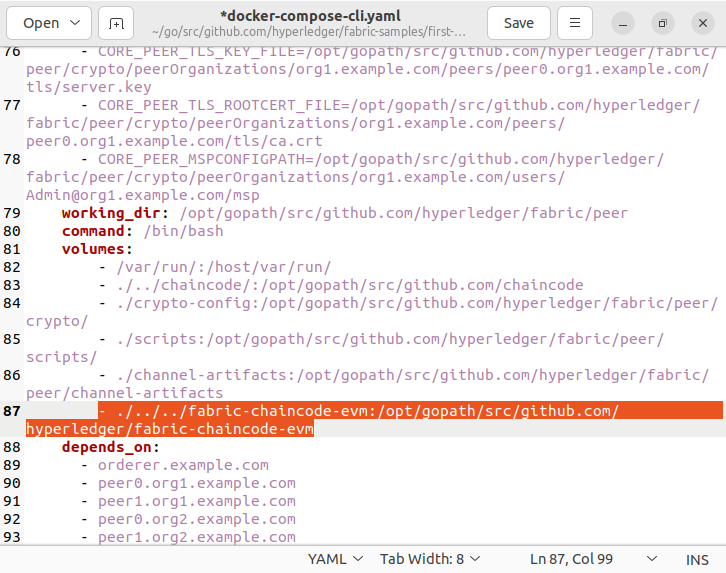 Open
*docker-compose-cli.yaml
~/go/src/github.com/hyperledger/fabric-samples/first-...
Save
76 - CORE_PEER_TLS_KEY_FILE=/opt/gopath/src/github.com/hyperledger/fabric/
peer/crypto/peerOrganizations/org1.example.com/peers/peer0.org1.example.com/
tls/server.key
77 - CORE_PEER_TLS_ROOTCERT_FILE=/opt/gopath/src/github.com/hyperledger/
fabric/peer/crypto/peerOrganizations/org1.example.com/peers/
peer0.org1.example.com/tls/ca.crt
78 - CORE_PEER_MSPCONFIGPATH=/opt/gopath/src/github.com/hyperledger/
fabric/peer/crypto/peerOrganizations/org1.example.com/users/
Admin@org1.example.com/msp
79 working_dir: /opt/gopath/src/github.com/hyperledger/fabric/peer
80 command: /bin/bash
81 volumes:
82 - /var/run/:/host/var/run/
83 - ./../chaincode/:/opt/gopath/src/github.com/chaincode
84 - ./crypto-config:/opt/gopath/src/github.com/hyperledger/fabric/peer/
crypto/
85 - ./scripts:/opt/gopath/src/github.com/hyperledger/fabric/peer/
scripts/
86 - ./channel-artifacts:/opt/gopath/src/github.com/hyperledger/fabric/
peer/channel-artifacts
87 - ./../../fabric-chaincode-evm:/opt/gopath/src/github.com/
hyperledger/fabric-chaincode-evm
88 depends_on:
89 - orderer.example.com
90 - peer0.org1.example.com
91 - peer1.org1.example.com
92 - peer0.org2.example.com
93 - peer1.org2.example.com
YAML Tab Width: 8 Ln 87, Col 99 INS